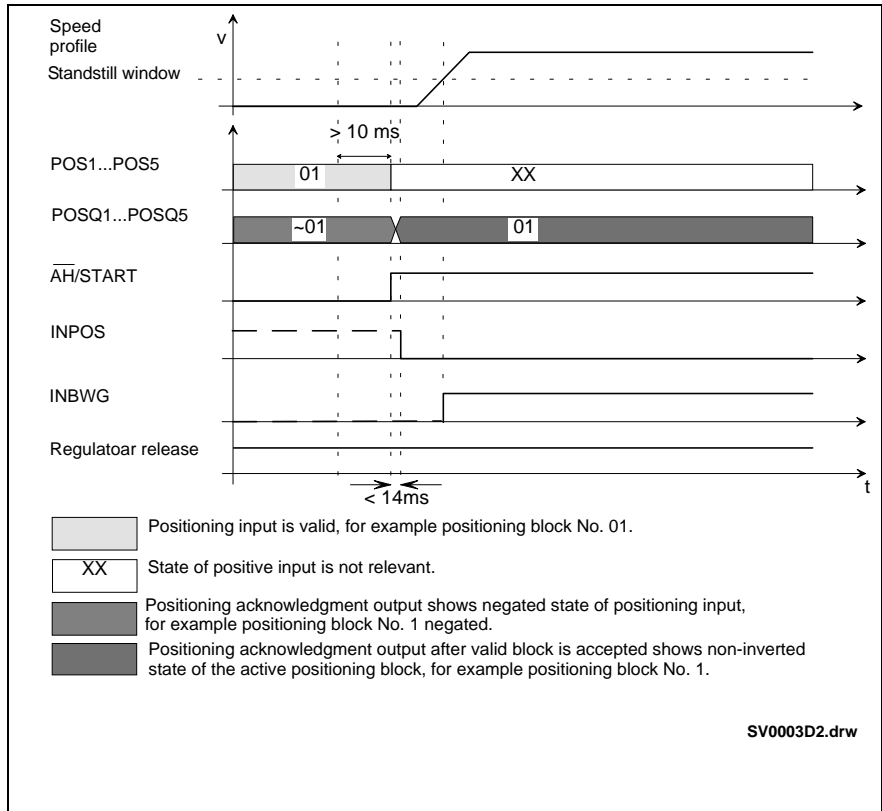 Speed
profile
v
Standstill window
> 10 ms
POS1...POS5
01
XX
POSQ1...POSQ5
~01
01
A̅H̅/START
INPOS
INBWG
Regulatoar release
t
< 14ms
Positioning input is valid, for example positioning block No. 01.
XX
State of positive input is not relevant.
Positioning acknowledgment output shows negated state of positioning input,
for example positioning block No. 1 negated.
Positioning acknowledgment output after valid block is accepted shows non-inverted
state of the active positioning block, for example positioning block No. 1.
SV0003D2.drw